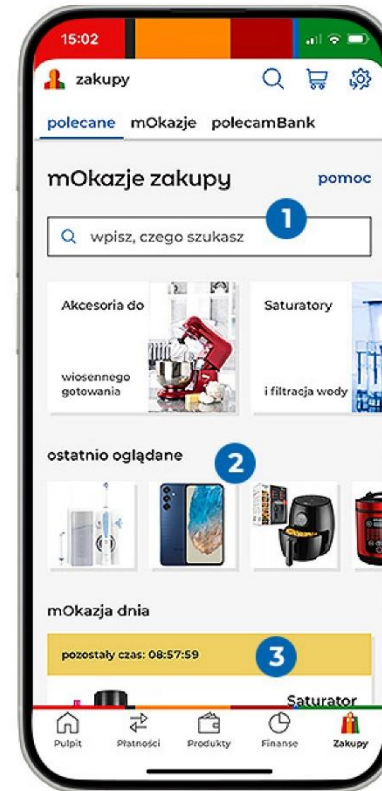 15:02
zakupy
polecane mOkazje polecamBank
mOkazje zakupy pomoc
1
wpisz, czego szukasz
Akcesoria do
wiosennego
gotowania
Saturatory
i filtracja wody
ostatnio oglądane
2
mOkazja dnia
pozostały czas: 08:57:59
3
Saturator
Pulpit Płatności Produkty Finanse Zakupy